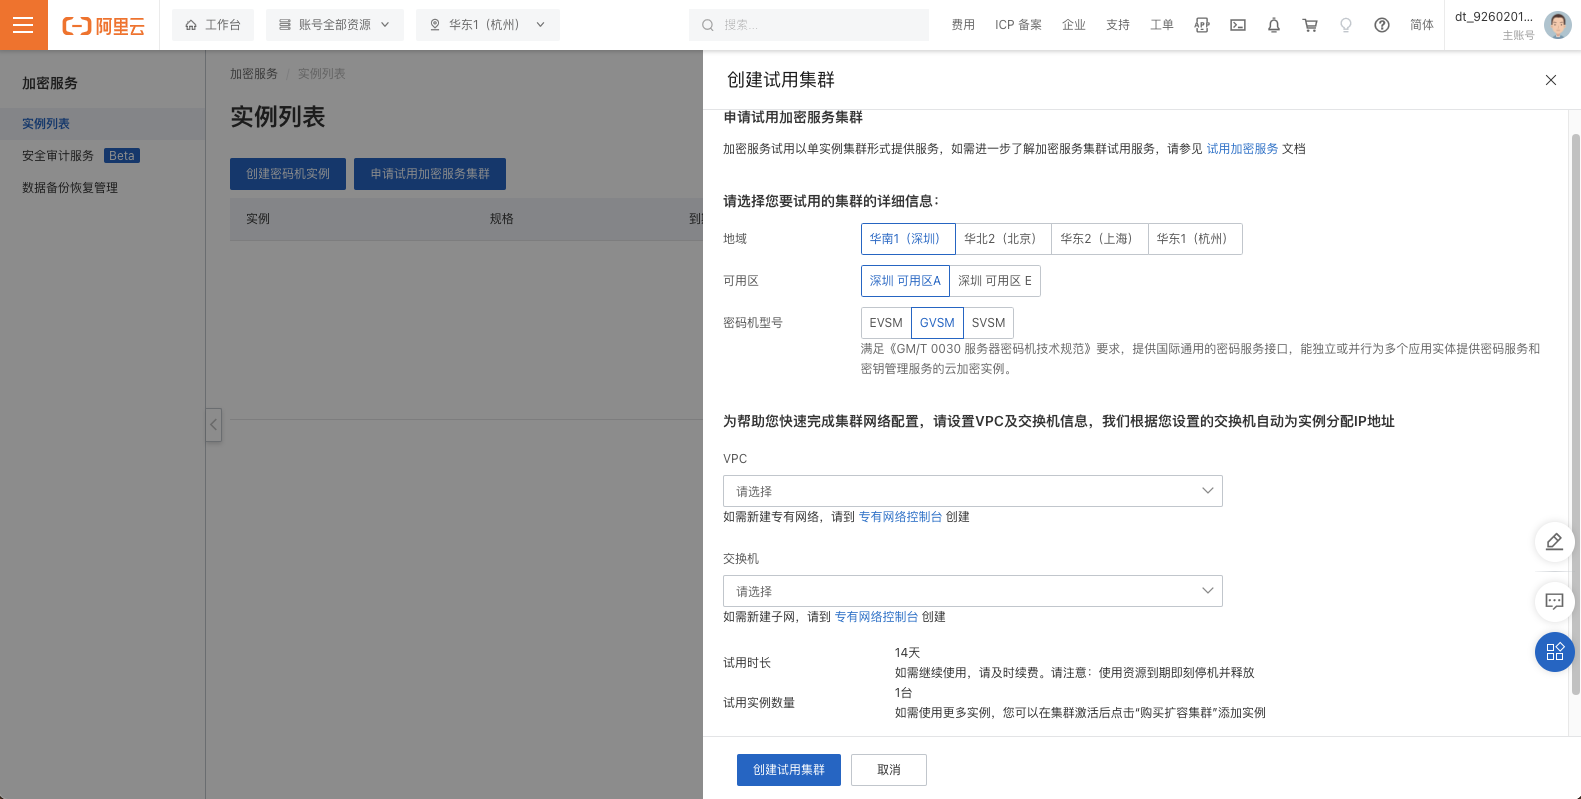 阿里云
工作台
账号全部资源
华东1（杭州）
搜索...
费用
ICP 备案
企业
支持
工单
简体
dt_9260201...
主账号
加密服务
实例列表
安全审计服务 Beta
数据备份恢复管理
加密服务 / 实例列表
实例列表
创建密码机实例
申请试用加密服务集群
实例
规格
创建试用集群
申请试用加密服务集群
加密服务试用以单实例集群形式提供服务，如需进一步了解加密服务集群试用服务，请参见 试用加密服务 文档
请选择您要试用的集群的详细信息：
地域
华南1（深圳）
华北2（北京）
华东2（上海）
华东1（杭州）
可用区
深圳 可用区A
深圳 可用区 E
密码机型号
EVSM
GVSM
SVSM
满足《GM/T 0030 服务器密码机技术规范》要求，提供国际通用的密码服务接口，能独立或并行为多个应用实体提供密码服务和
密钥管理服务的云加密实例。
为帮助您快速完成集群网络配置，请设置VPC及交换机信息，我们根据您设置的交换机自动为实例分配IP地址
VPC
请选择
如需新建专有网络，请到 专有网络控制台 创建
交换机
请选择
如需新建子网，请到 专有网络控制台 创建
试用时长
14天
如需继续使用，请及时续费。请注意：使用资源到期即刻停机并释放
试用实例数量
1台
如需使用更多实例，您可以在集群激活后点击“购买扩容集群”添加实例
创建试用集群
取消